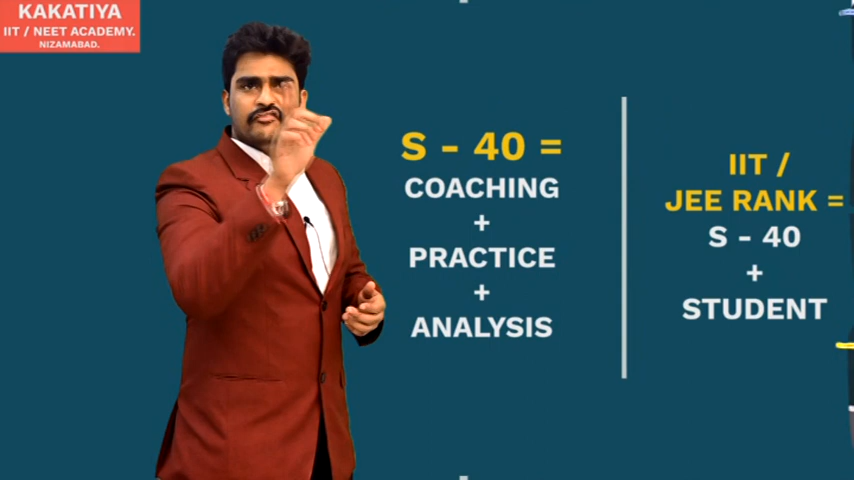 KAKATIYA
IIT / NEET ACADEMY.
NIZAMABAD.
S - 40 =
COACHING
+
PRACTICE
+
ANALYSIS
IIT /
JEE RANK =
S - 40
+
STUDENT